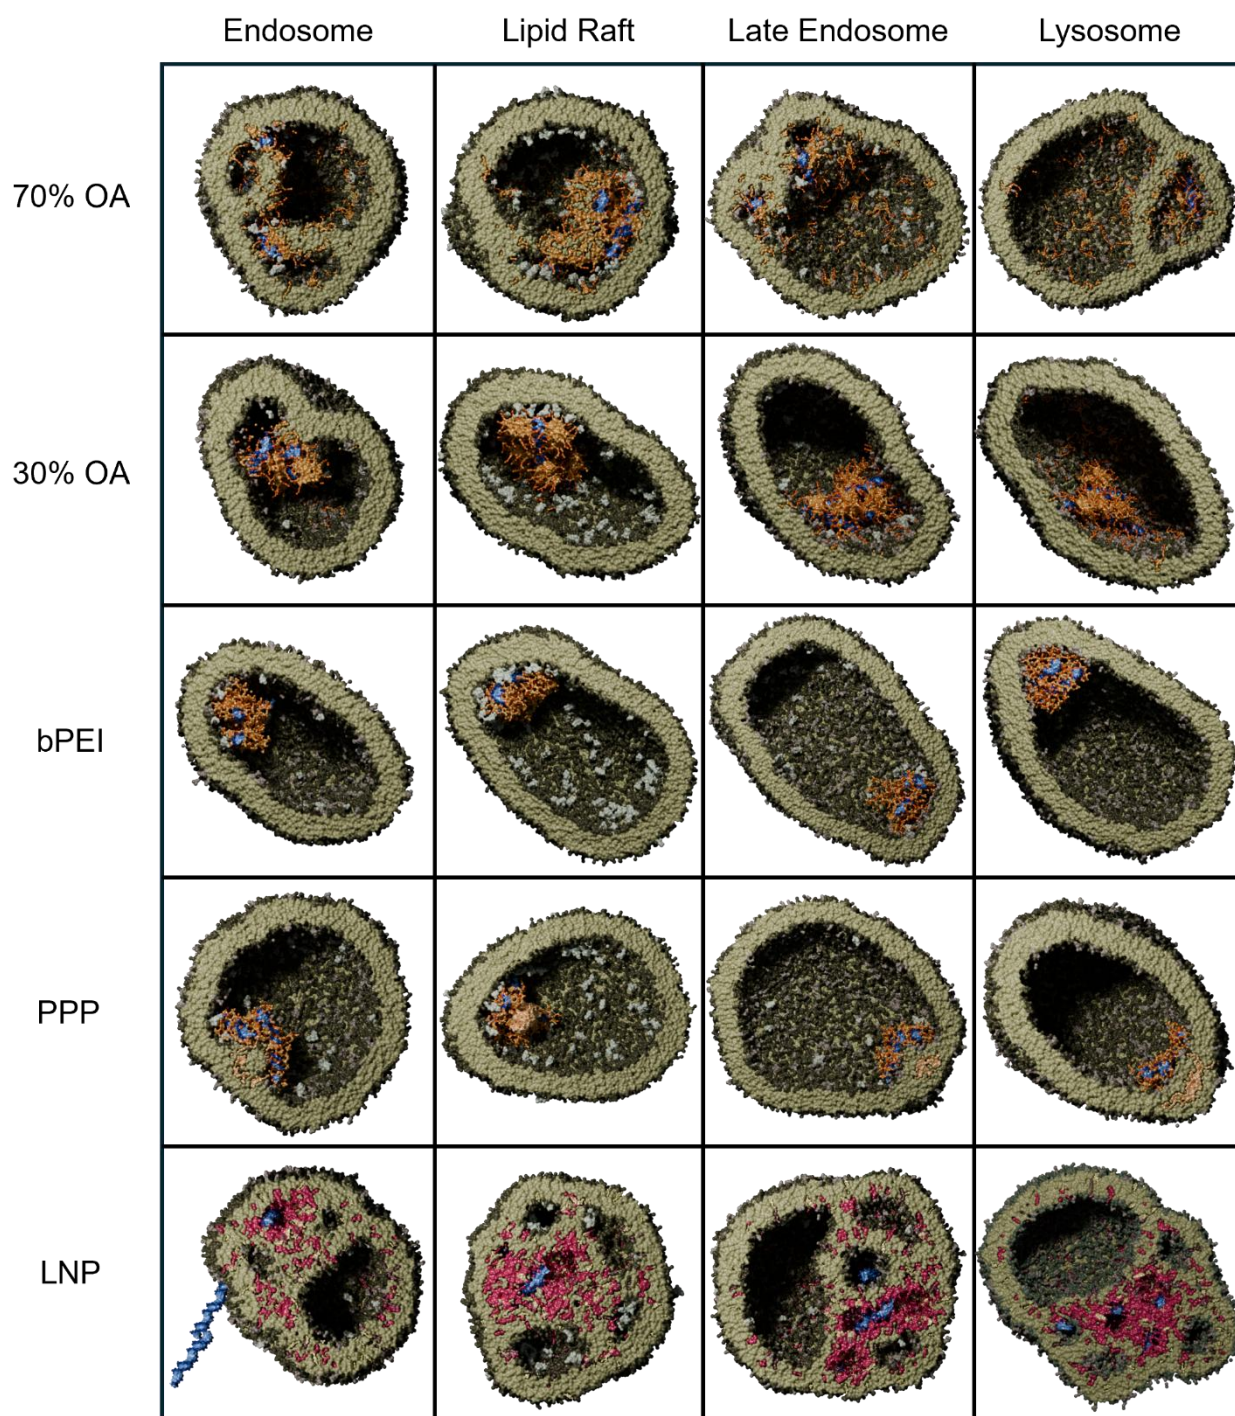 Endosome Lipid Raft Late Endosome Lysosome
70% OA
30% OA
bPEI
PPP
LNP